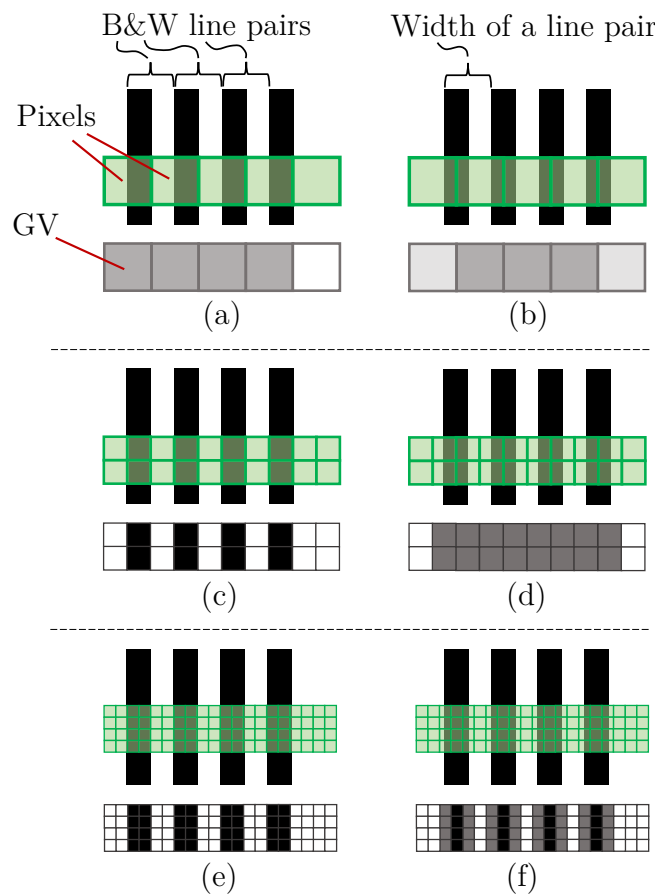 B&W line pairs
Width of a line pair
Pixels
GV
(a)
(b)
(c)
(d)
(e)
(f)